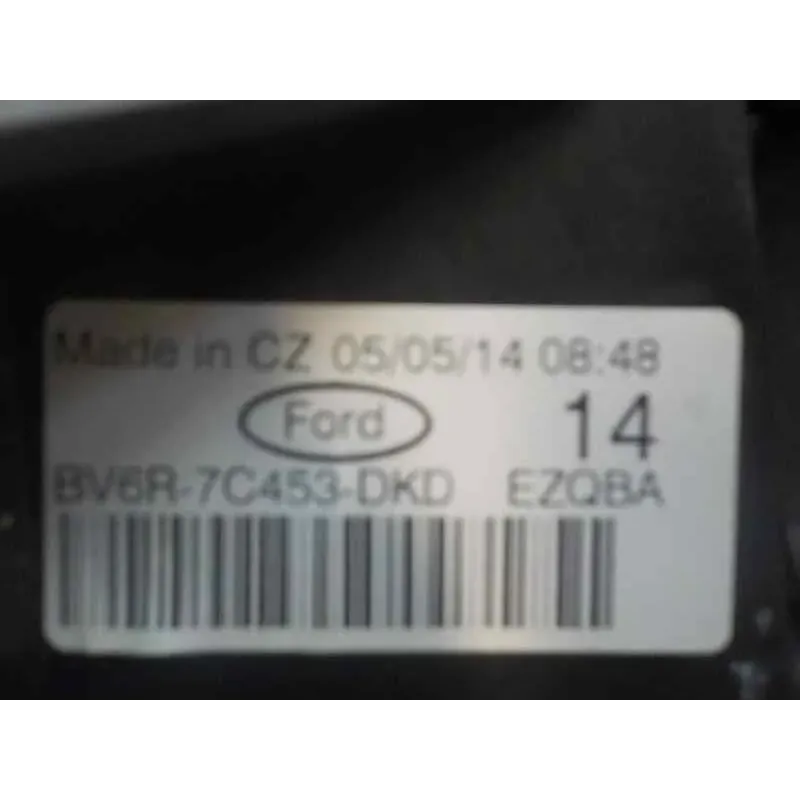 Made in CZ 05/05/14 08:48
Ford 14
BV6R-7C453-DKD EZQBA